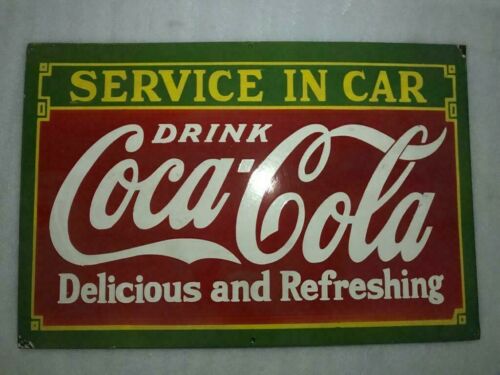 SERVICE IN CAR
DRINK
Coca-Cola
Delicious and Refreshing